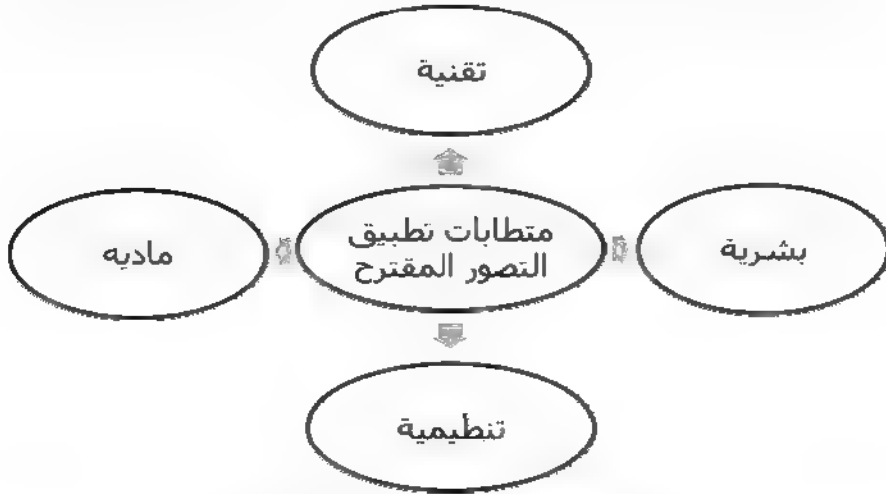 تقنية
متطابات تطبيق
التصور المقترح
بشرية
ماديه
تنظيمية